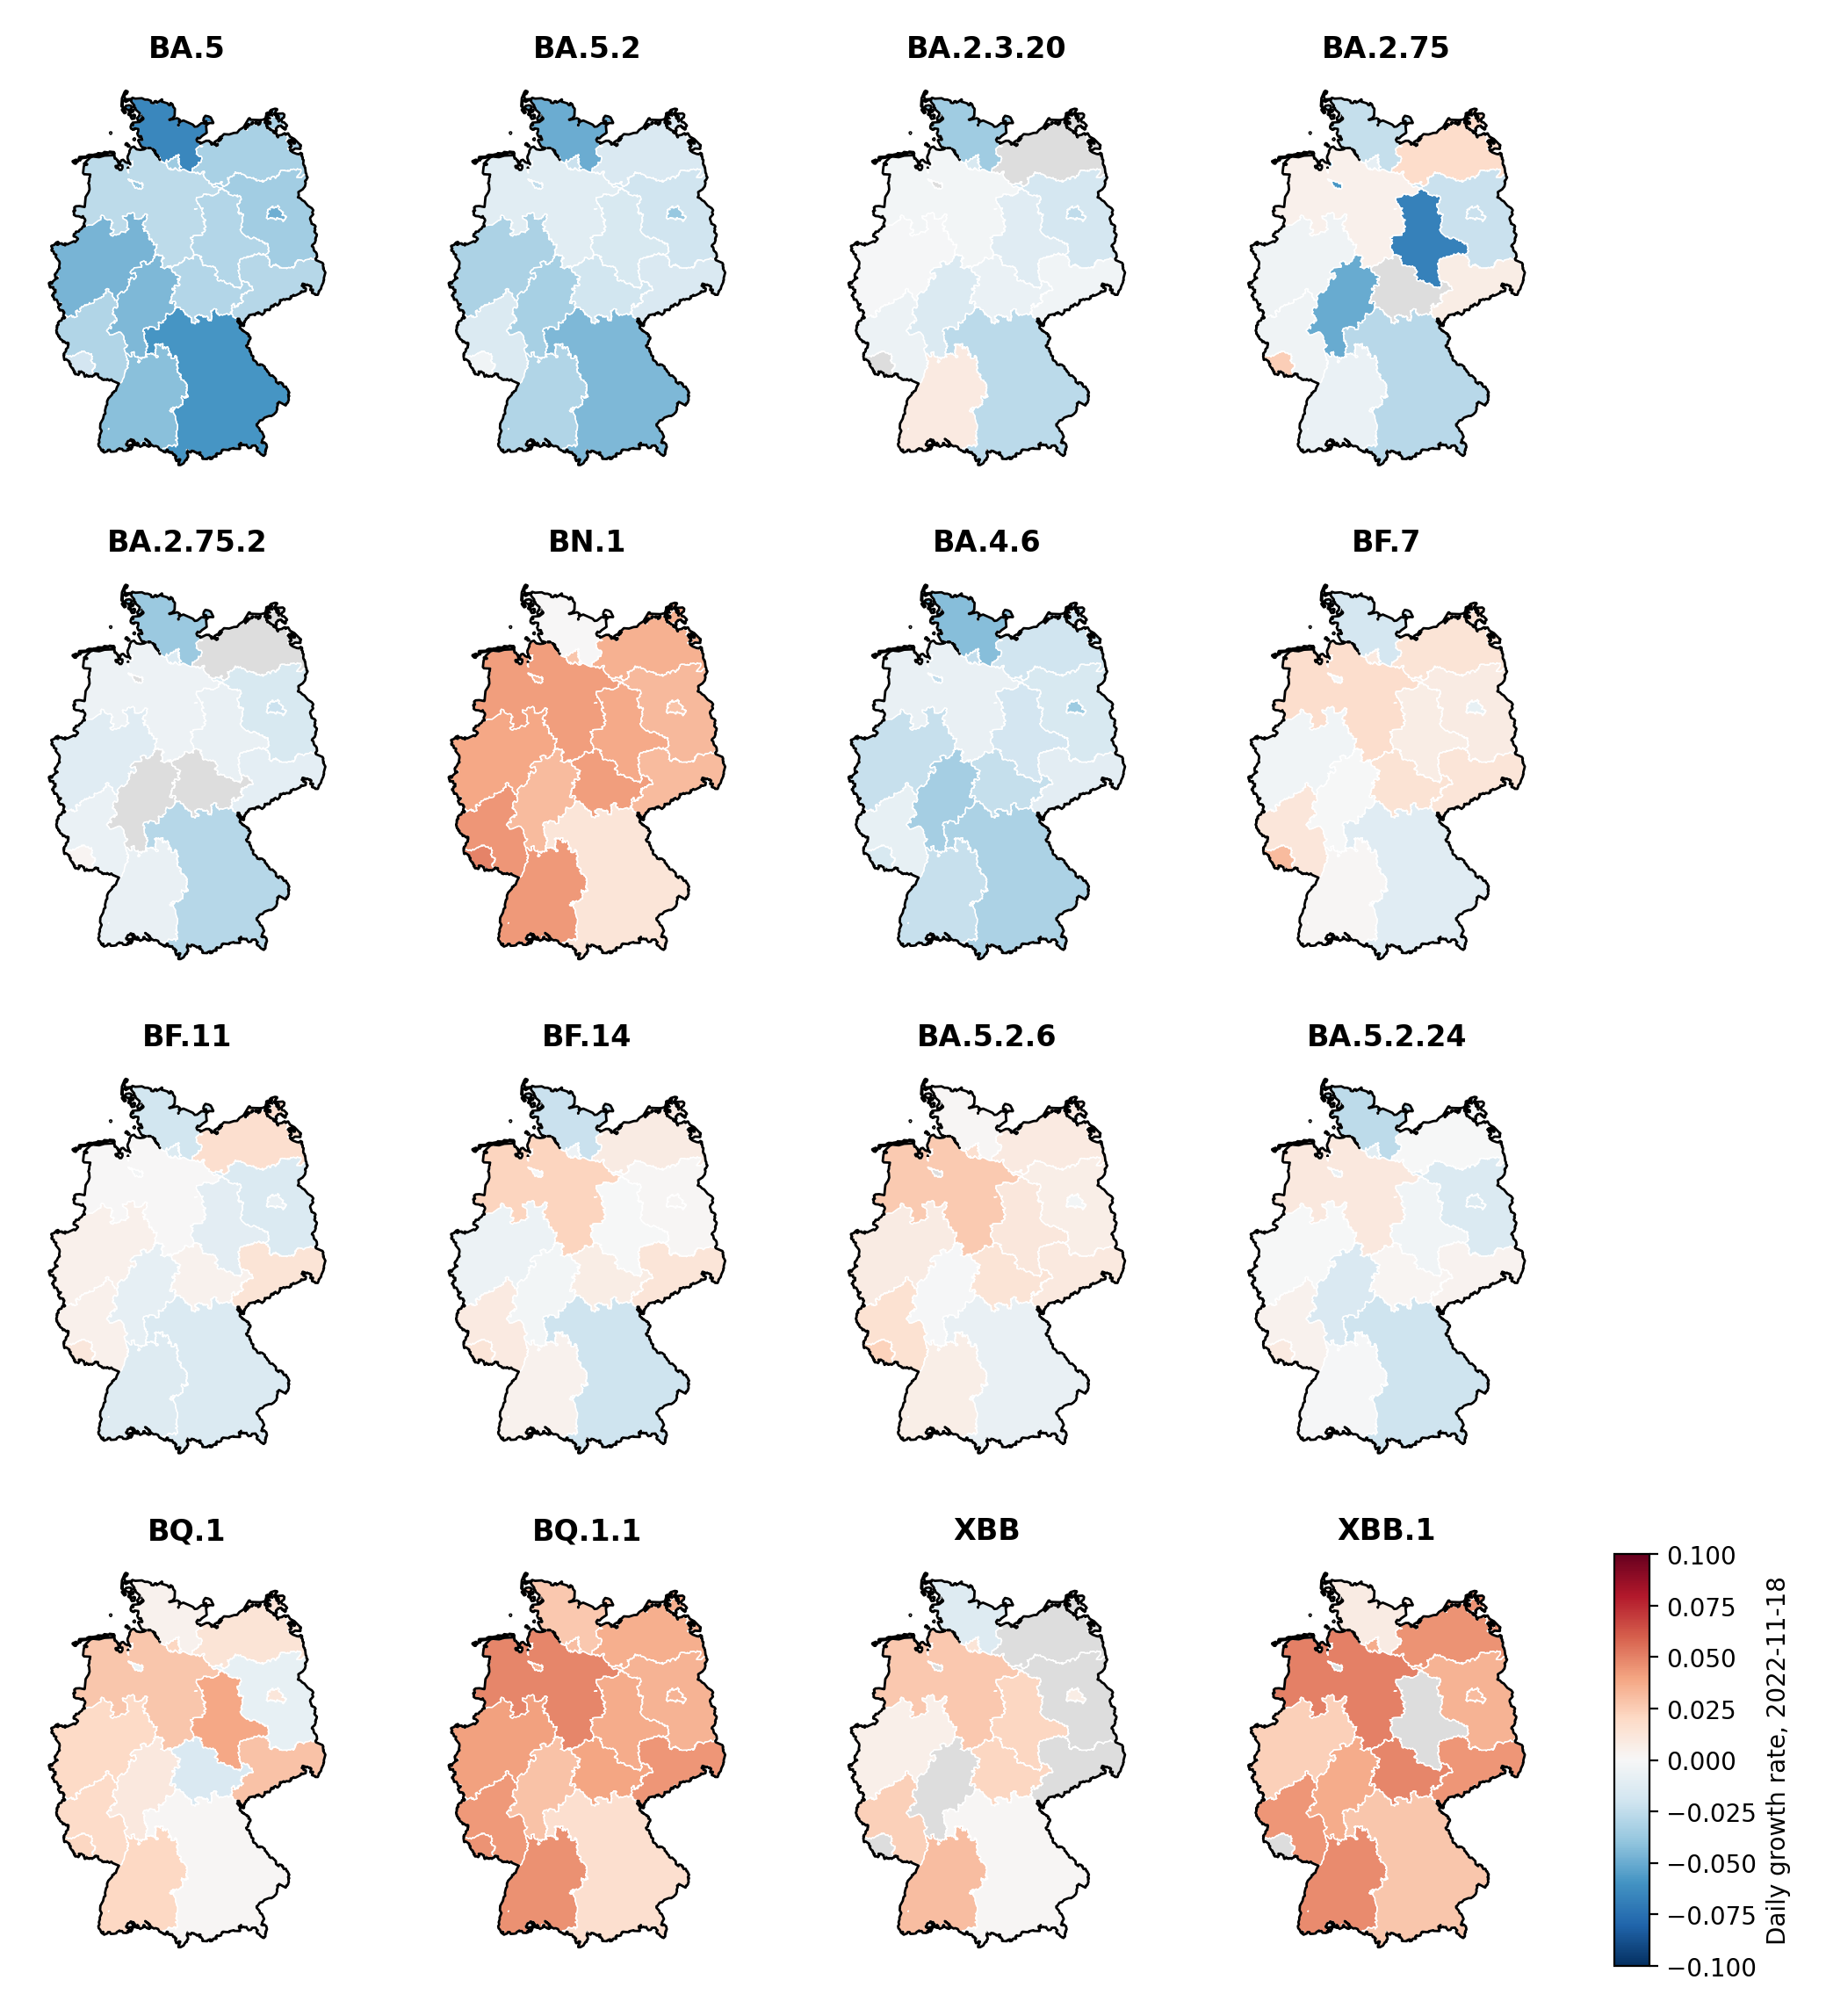 BA.5
BA.5.2
BA.2.3.20
BA.2.75
BA.2.75.2
BN.1
BA.4.6
BF.7
BF.11
BF.14
BA.5.2.6
BA.5.2.24
BQ.1
BQ.1.1
XBB
XBB.1
0.100
0.075
0.050
0.025
0.000
−0.025
−0.050
−0.075
−0.100
Daily growth rate, 2022-11-18